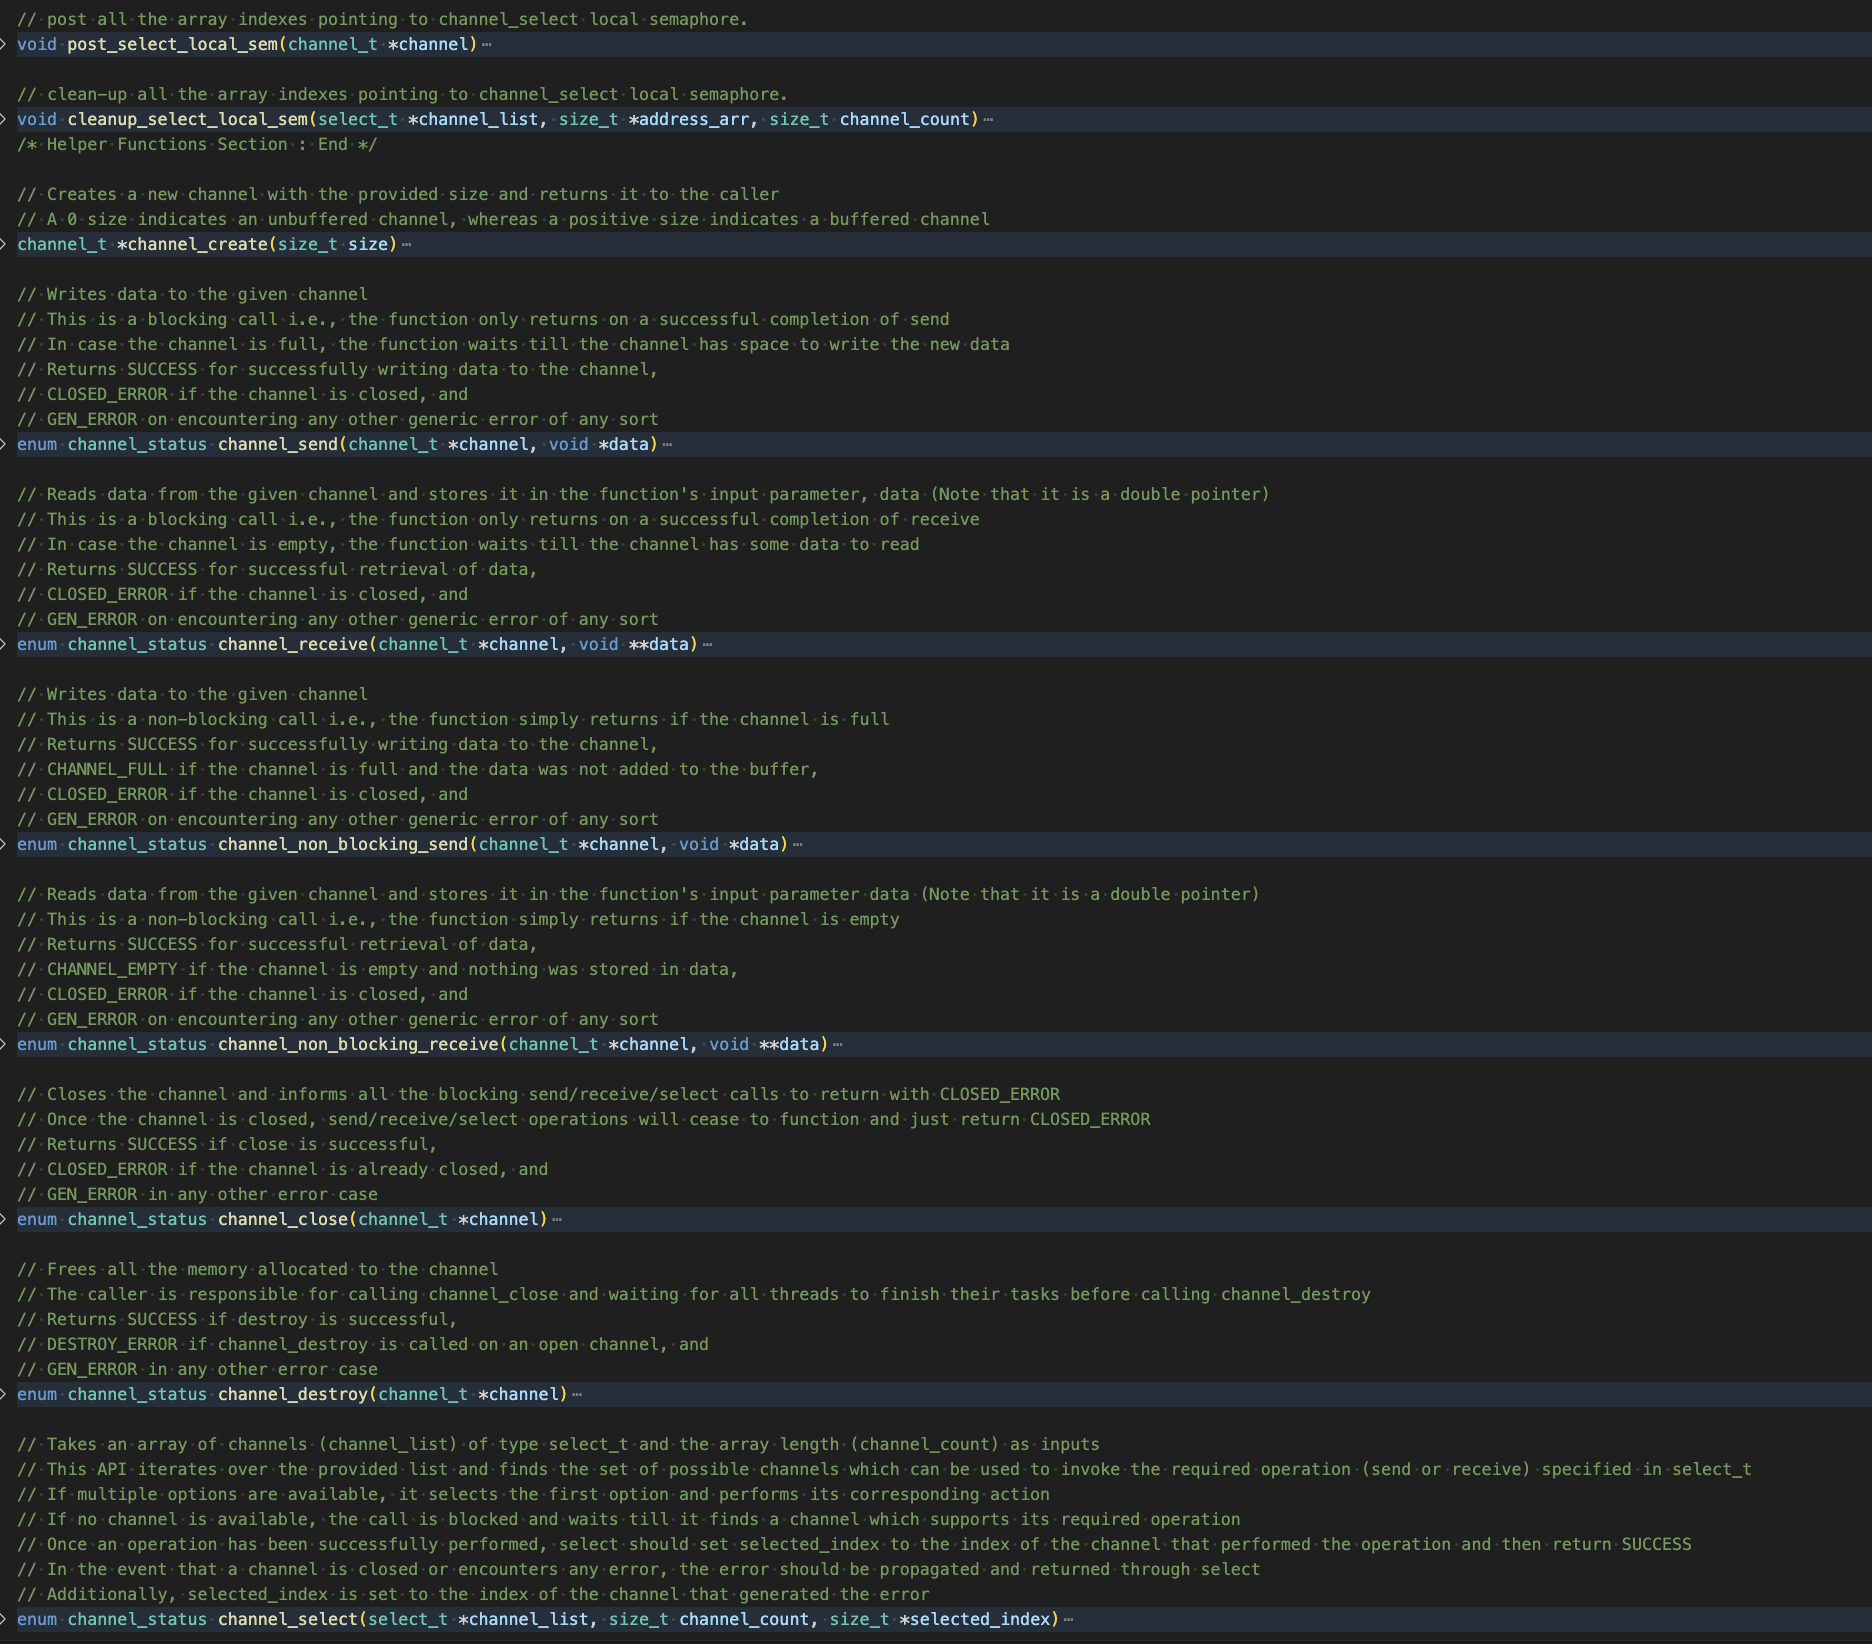 // post all the array indexes pointing to channel_select local semaphore.
void post_select_local_sem(channel_t *channel) ⋯
// clean-up all the array indexes pointing to channel_select local semaphore.
void cleanup_select_local_sem(select_t *channel_list, size_t *address_arr, size_t channel_count) ⋯
/* Helper Functions Section : End */
// Creates a new channel with the provided size and returns it to the caller
// A 0 size indicates an unbuffered channel, whereas a positive size indicates a buffered channel
channel_t *channel_create(size_t size) ⋯
// Writes data to the given channel
// This is a blocking call i.e., the function only returns on a successful completion of send
// In case the channel is full, the function waits till the channel has space to write the new data
// Returns SUCCESS for successfully writing data to the channel,
// CLOSED_ERROR if the channel is closed, and
// GEN_ERROR on encountering any other generic error of any sort
enum channel_status channel_send(channel_t *channel, void *data) ⋯
// Reads data from the given channel and stores it in the function's input parameter, data (Note that it is a double pointer)
// This is a blocking call i.e., the function only returns on a successful completion of receive
// In case the channel is empty, the function waits till the channel has some data to read
// Returns SUCCESS for successful retrieval of data,
// CLOSED_ERROR if the channel is closed, and
// GEN_ERROR on encountering any other generic error of any sort
enum channel_status channel_receive(channel_t *channel, void **data) ⋯
// Writes data to the given channel
// This is a non-blocking call i.e., the function simply returns if the channel is full
// Returns SUCCESS for successfully writing data to the channel,
// CHANNEL_FULL if the channel is full and the data was not added to the buffer,
// CLOSED_ERROR if the channel is closed, and
// GEN_ERROR on encountering any other generic error of any sort
enum channel_status channel_non_blocking_send(channel_t *channel, void *data) ⋯
// Reads data from the given channel and stores it in the function's input parameter data (Note that it is a double pointer)
// This is a non-blocking call i.e., the function simply returns if the channel is empty
// Returns SUCCESS for successful retrieval of data,
// CHANNEL_EMPTY if the channel is empty and nothing was stored in data,
// CLOSED_ERROR if the channel is closed, and
// GEN_ERROR on encountering any other generic error of any sort
enum channel_status channel_non_blocking_receive(channel_t *channel, void **data) ⋯
// Closes the channel and informs all the blocking send/receive/select calls to return with CLOSED_ERROR
// Once the channel is closed, send/receive/select operations will cease to function and just return CLOSED_ERROR
// Returns SUCCESS if close is successful,
// CLOSED_ERROR if the channel is already closed, and
// GEN_ERROR in any other error case
enum channel_status channel_close(channel_t *channel) ⋯
// Frees all the memory allocated to the channel
// The caller is responsible for calling channel_close and waiting for all threads to finish their tasks before calling channel_destroy
// Returns SUCCESS if destroy is successful,
// DESTROY_ERROR if channel_destroy is called on an open channel, and
// GEN_ERROR in any other error case
enum channel_status channel_destroy(channel_t *channel) ⋯
// Takes an array of channels (channel_list) of type select_t and the array length (channel_count) as inputs
// This API iterates over the provided list and finds the set of possible channels which can be used to invoke the required operation (send or receive) specified in select_t
// If multiple options are available, it selects the first option and performs its corresponding action
// If no channel is available, the call is blocked and waits till it finds a channel which supports its required operation
// Once an operation has been successfully performed, select should set selected_index to the index of the channel that performed the operation and then return SUCCESS
// In the event that a channel is closed or encounters any error, the error should be propagated and returned through select
// Additionally, selected_index is set to the index of the channel that generated the error
enum channel_status channel_select(select_t *channel_list, size_t channel_count, size_t *selected_index) ⋯